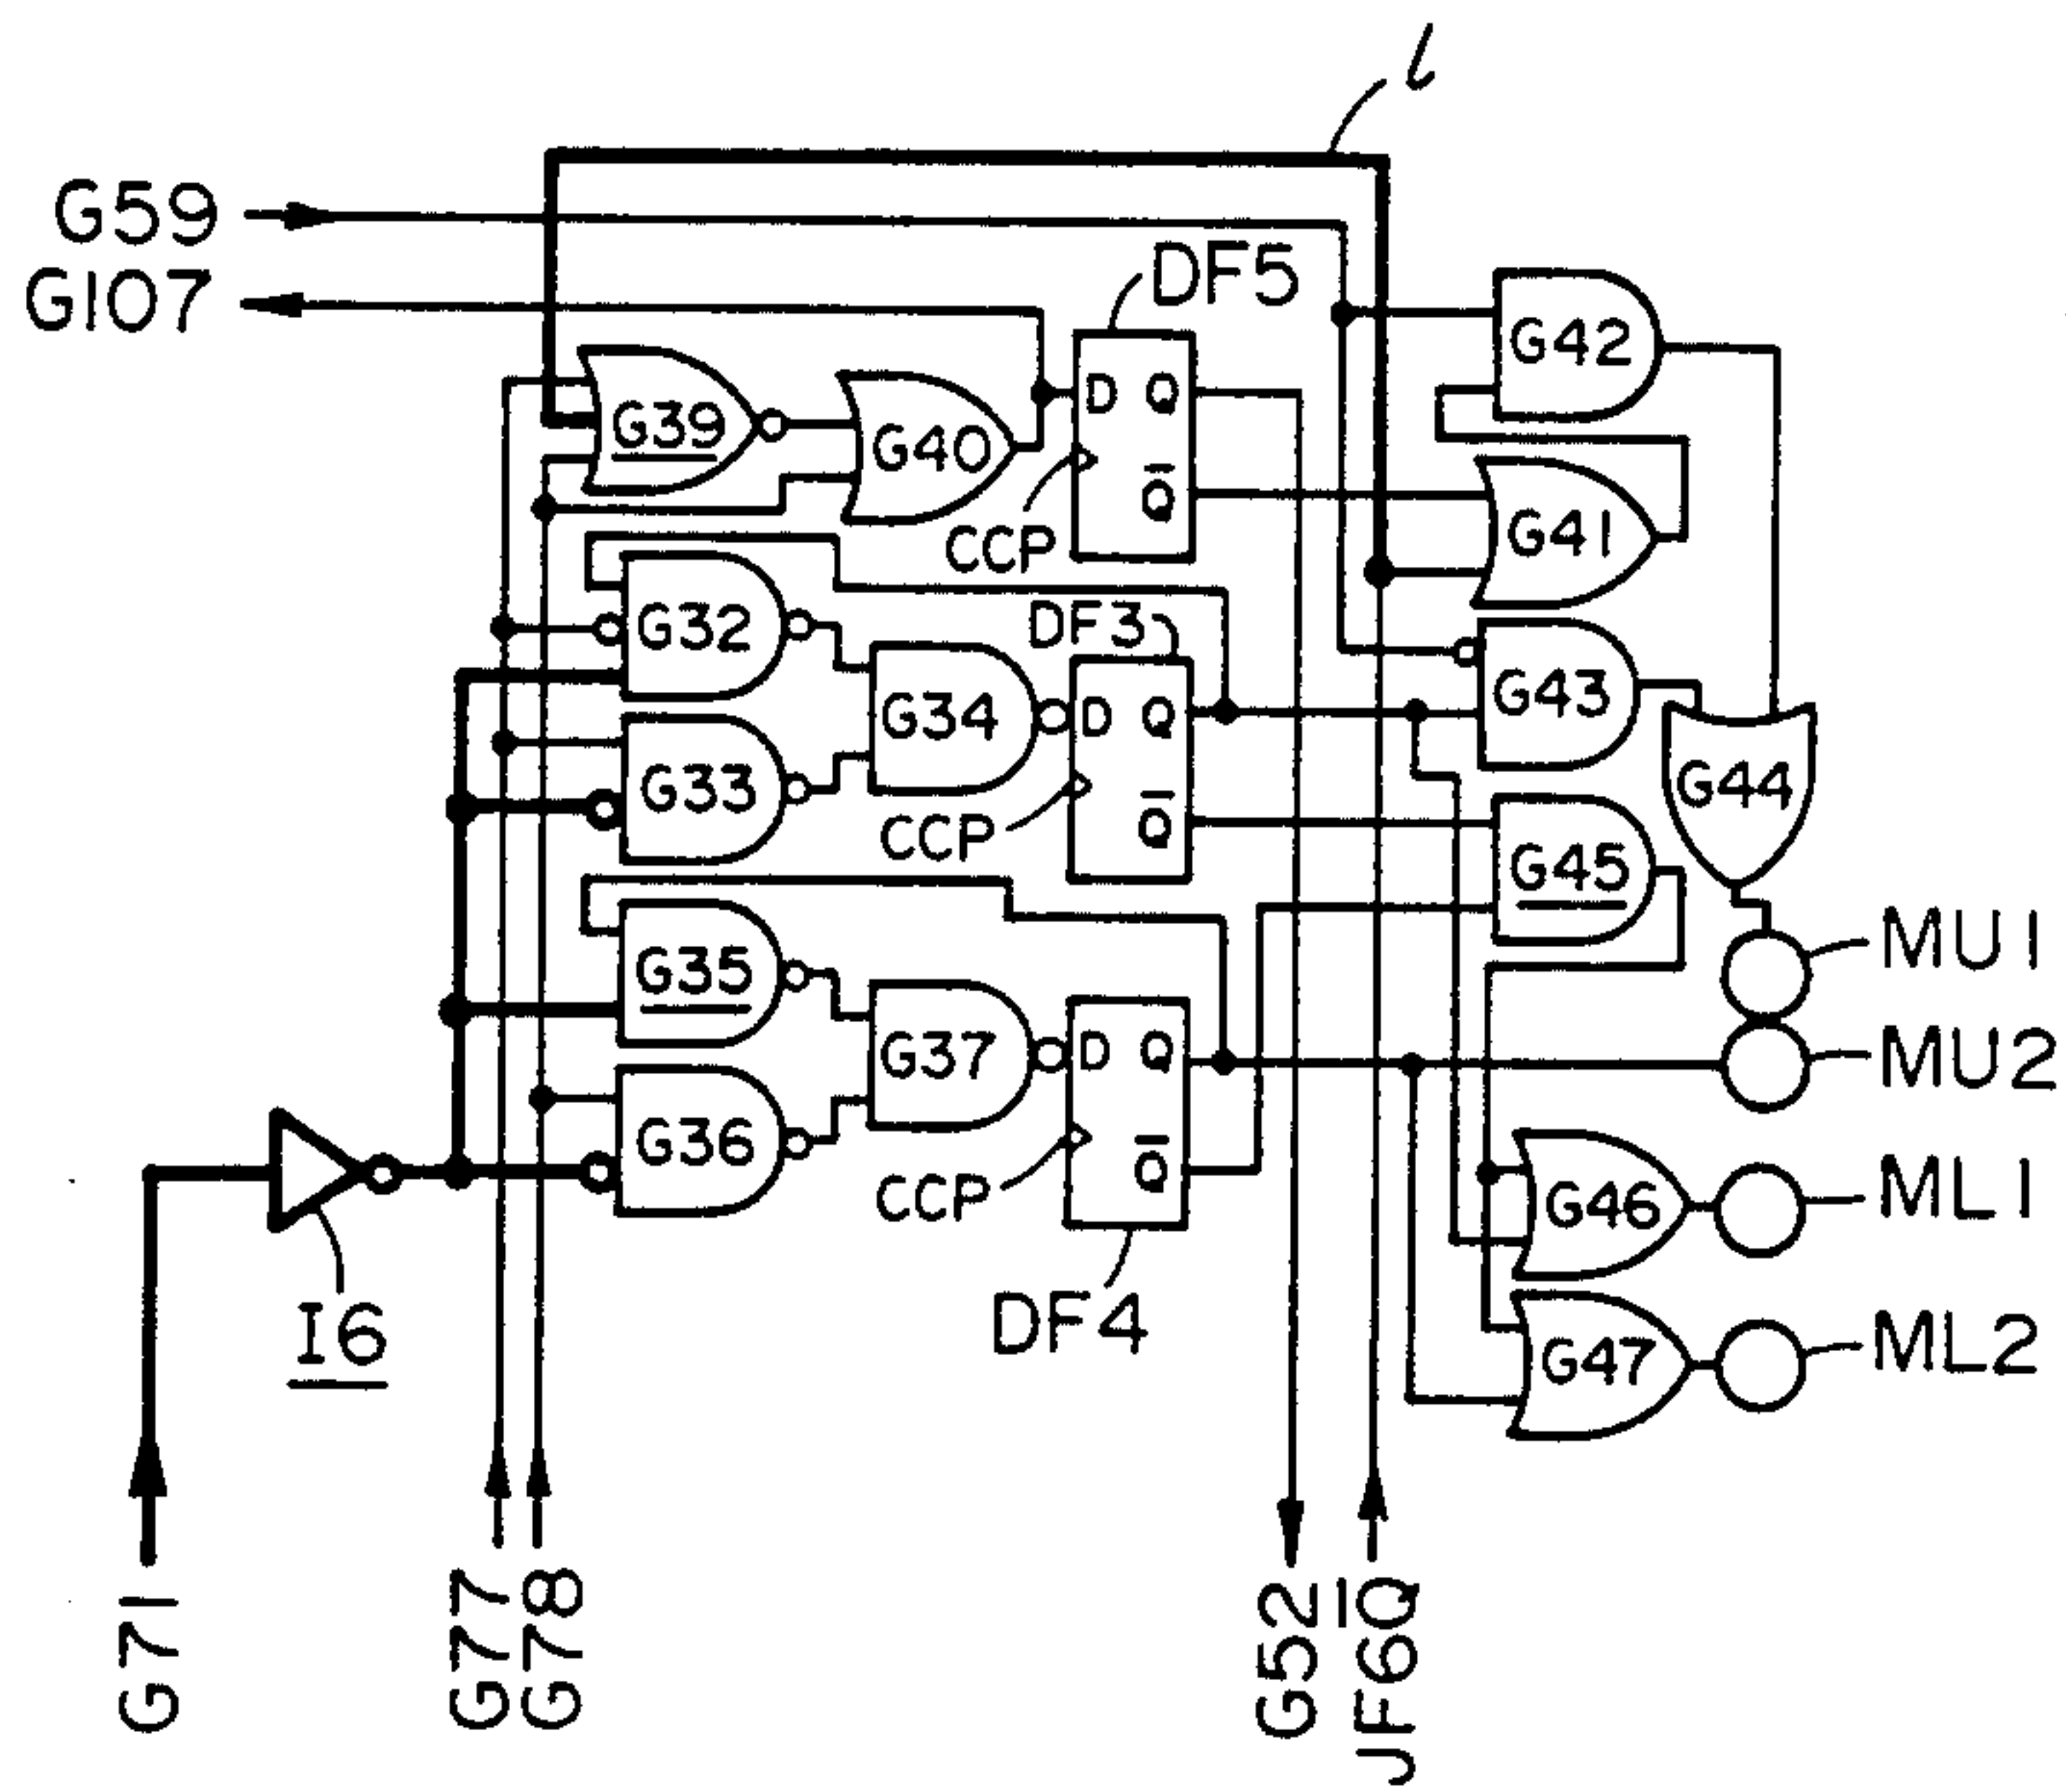 l
G59
G107
DF5
G42
D Q
G39
G40
G41
Q̅
CCP
G32
DF3
G43
G34
D Q
G33
G44
CCP
Q̅
G45
MU1
G35
MU2
G37
D Q
G36
CCP
Q̅
G46
ML1
I6
DF4
G47
ML2
G71
G77
G78
G52
JF6Q̅